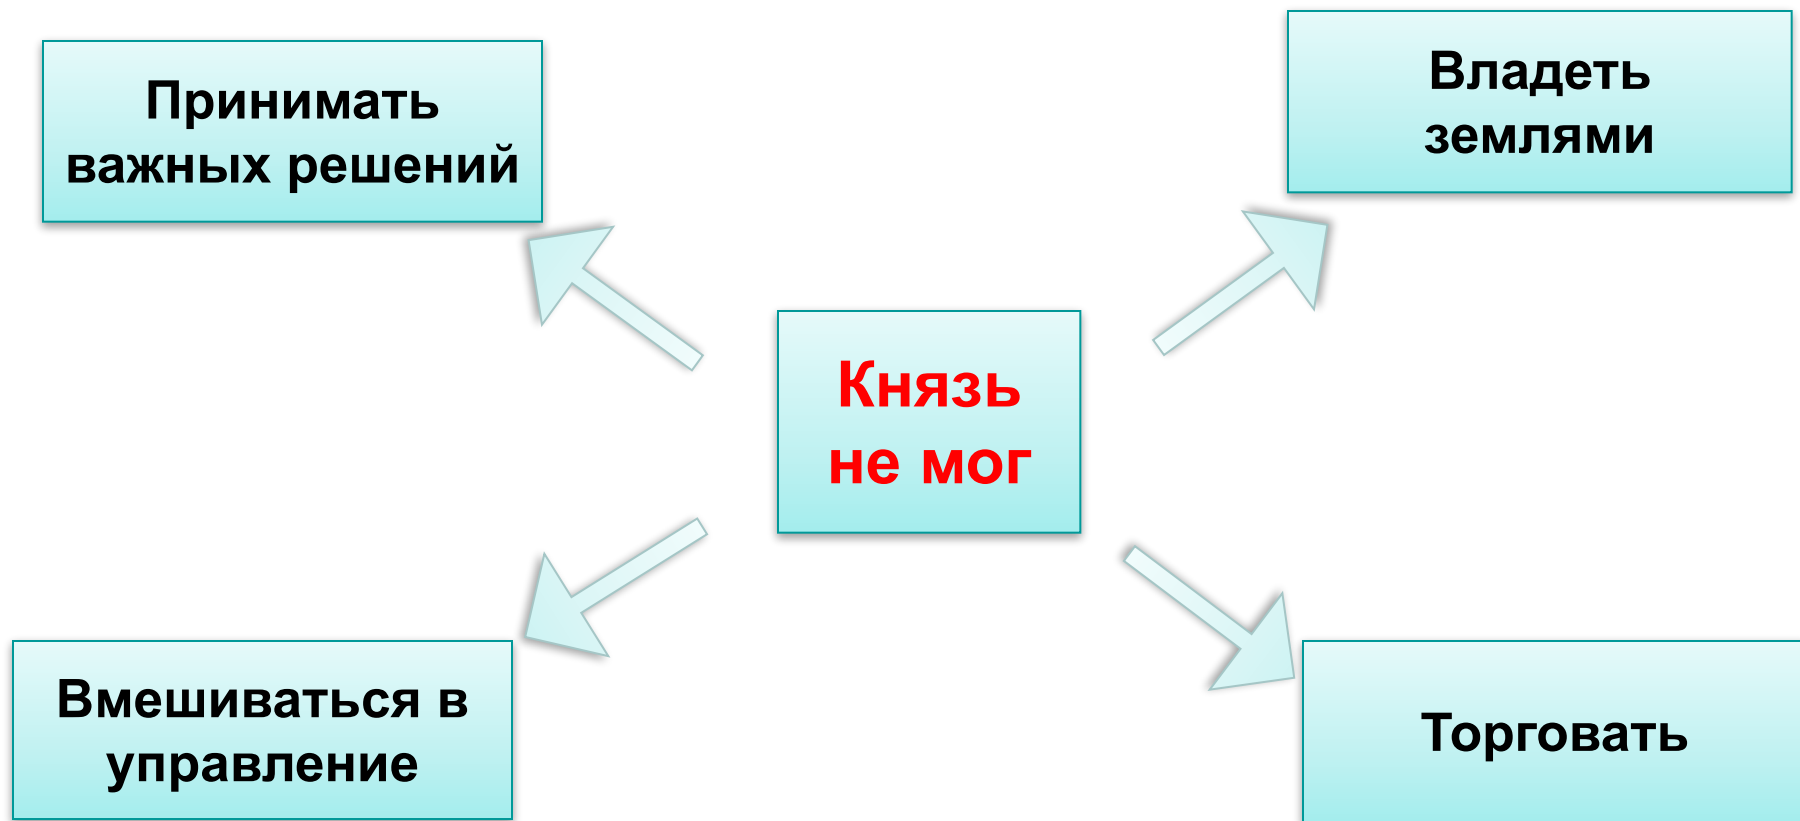 Принимать
важных решений
Владеть
землями
Князь
не мог
Вмешиваться в
управление
Торговать